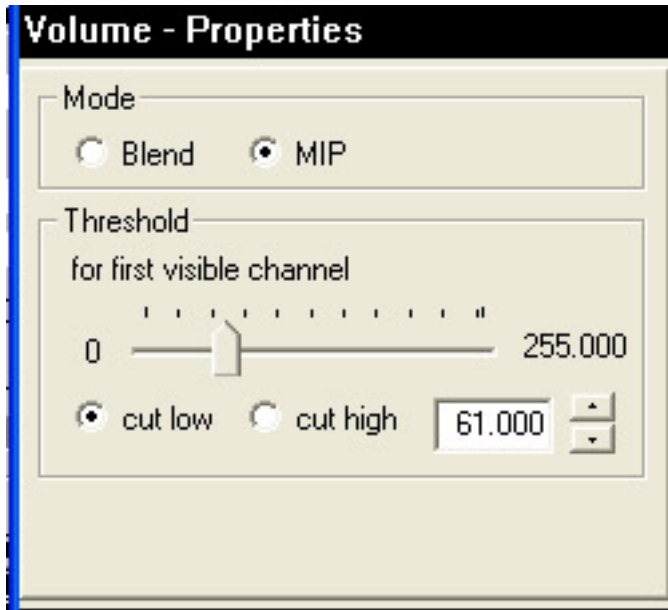 Volume - Properties
Mode
Blend MIP
Threshold
for first visible channel
0 255.000
cut low cut high 61.000